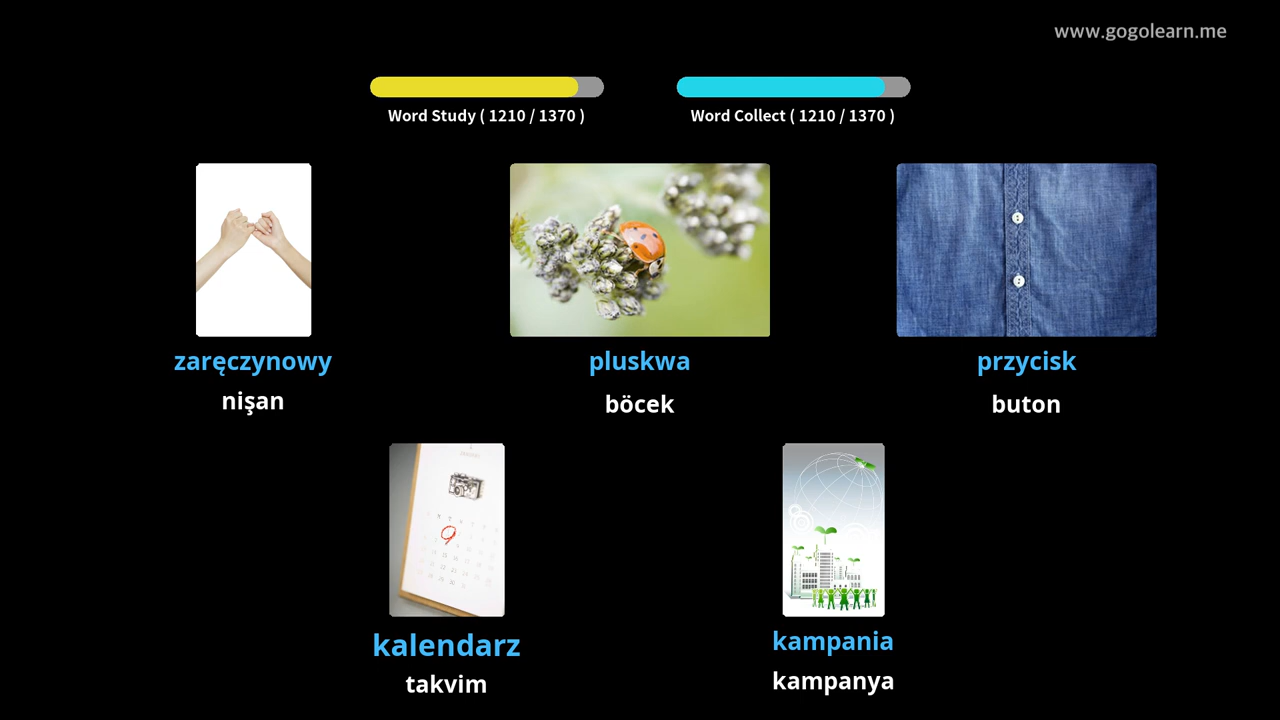 www.gogolearn.me
Word Study ( 1210 / 1370 )
Word Collect ( 1210 / 1370 )
zaręczynowy
nişan
pluskwa
böcek
przycisk
buton
kalendarz
takvim
kampania
kampanya